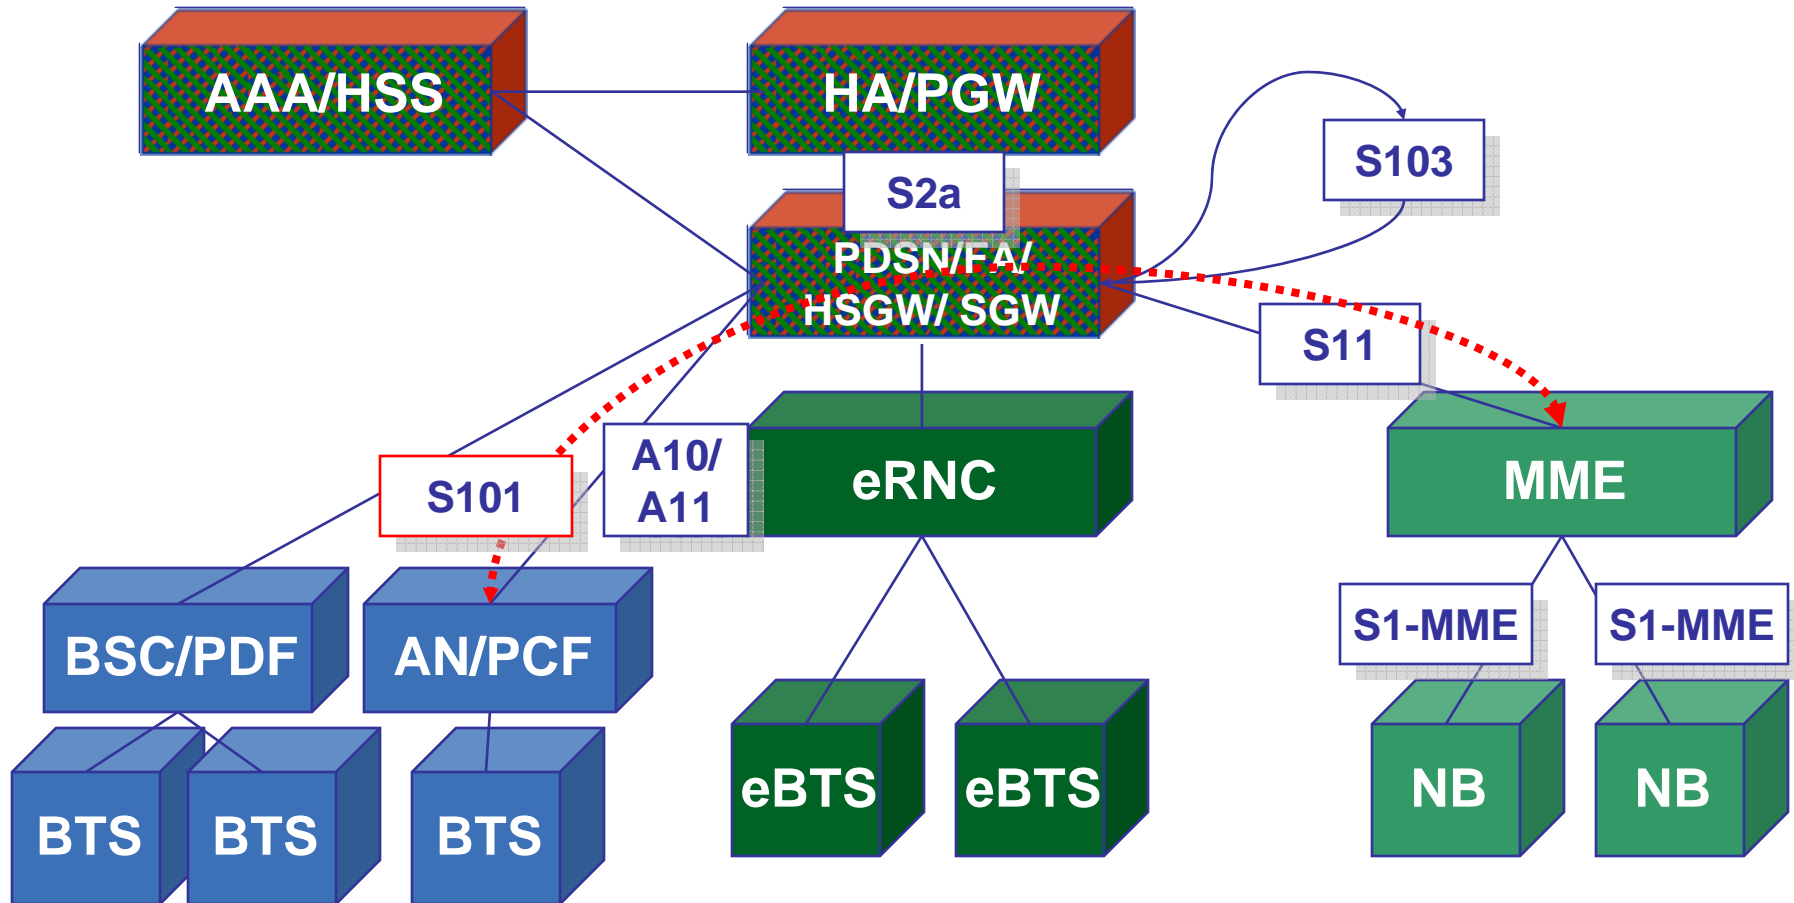 AAA/HSS
HA/PGW
S103
S2a
PDSN/FA/
HSGW/ SGW
S11
A10/
A11
S101
eRNC
MME
BSC/PDF
AN/PCF
S1-MME
S1-MME
eBTS
eBTS
NB
NB
BTS
BTS
BTS